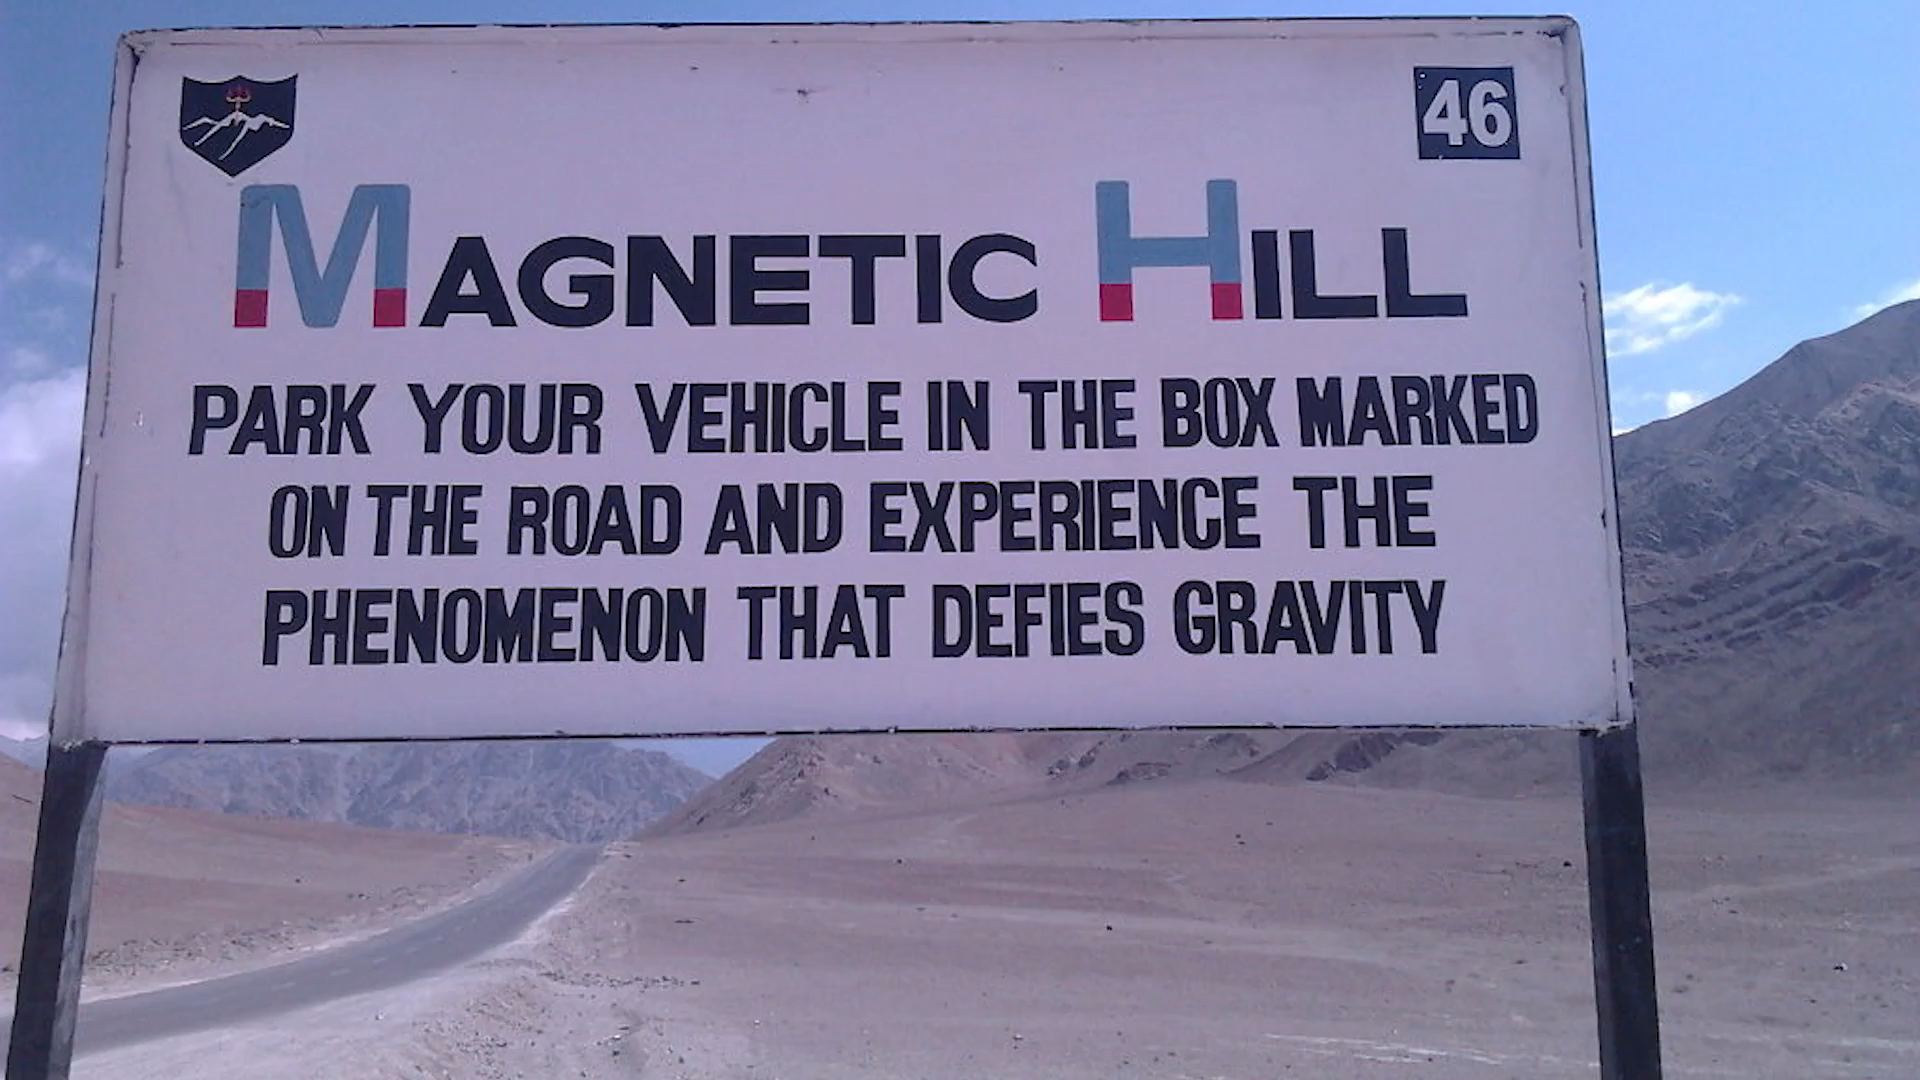 46
MAGNETIC HILL
PARK YOUR VEHICLE IN THE BOX MARKED
ON THE ROAD AND EXPERIENCE THE
PHENOMENON THAT DEFIES GRAVITY